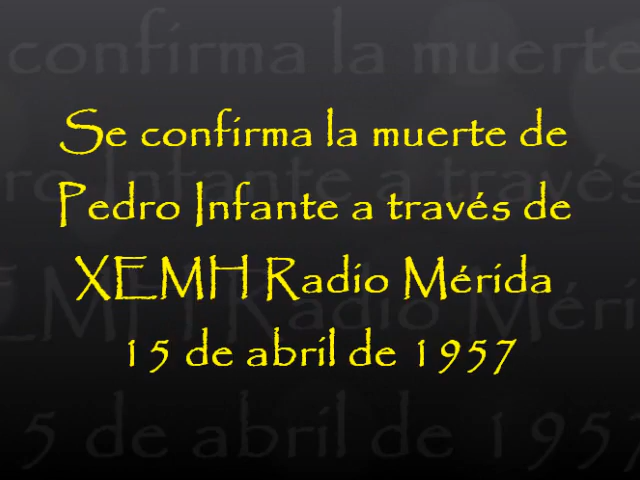 Se confirma la muerte de
Pedro Infante a través de
XEMH Radio Mérida
15 de abril de 1957